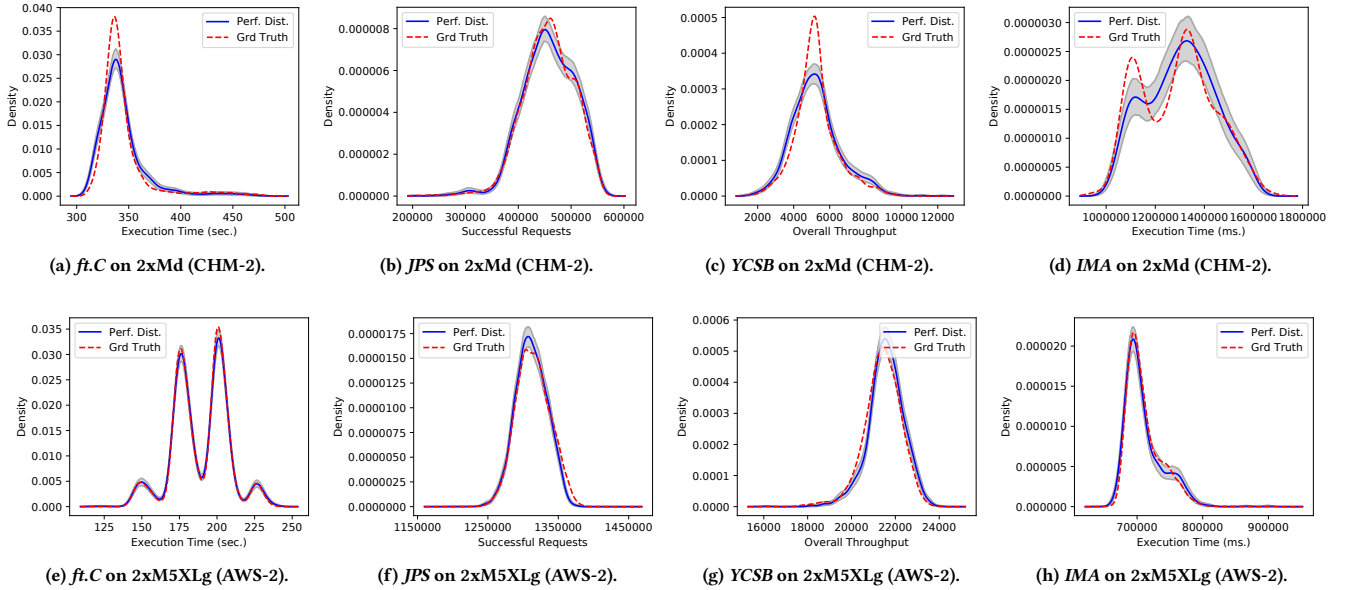 0.040
0.035
0.030
0.025
0.020
0.015
0.010
0.005
0.000
Density
Perf. Dist.
Grd Truth
300 350 400 450 500
Execution Time (sec.)
(a) ft.C on 2xMd (CHM-2).
0.000008
0.000006
0.000004
0.000002
0.000000
Density
Perf. Dist.
Grd Truth
200000 300000 400000 500000 600000
Successful Requests
(b) JPS on 2xMd (CHM-2).
0.0005
0.0004
0.0003
0.0002
0.0001
0.0000
Density
Perf. Dist.
Grd Truth
2000 4000 6000 8000 10000 12000
Overall Throughput
(c) YCSB on 2xMd (CHM-2).
0.0000030
0.0000025
0.0000020
0.0000015
0.0000010
0.0000005
0.0000000
Density
Perf. Dist.
Grd Truth
1000000 1200000 1400000 1600000 1800000
Execution Time (ms.)
(d) IMA on 2xMd (CHM-2).
0.035
0.030
0.025
0.020
0.015
0.010
0.005
0.000
Density
Perf. Dist.
Grd Truth
125 150 175 200 225 250
Execution Time (sec.)
(e) ft.C on 2xM5XLg (AWS-2).
0.0000175
0.0000150
0.0000125
0.0000100
0.0000075
0.0000050
0.0000025
0.0000000
Density
Perf. Dist.
Grd Truth
1150000 1250000 1350000 1450000
Successful Requests
(f) JPS on 2xM5XLg (AWS-2).
0.0006
0.0005
0.0004
0.0003
0.0002
0.0001
0.0000
Density
Perf. Dist.
Grd Truth
16000 18000 20000 22000 24000
Overall Throughput
(g) YCSB on 2xM5XLg (AWS-2).
0.000020
0.000015
0.000010
0.000005
0.000000
Density
Perf. Dist.
Grd Truth
700000 800000 900000
Execution Time (ms.)
(h) IMA on 2xM5XLg (AWS-2).